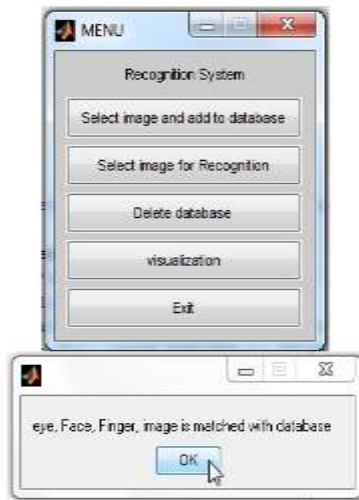 MENU
Recognition System
Select image and add to database
Select image for Recognition
Delete database
visualization
Exit
eye, Face, Finger, image is matched with database
OK